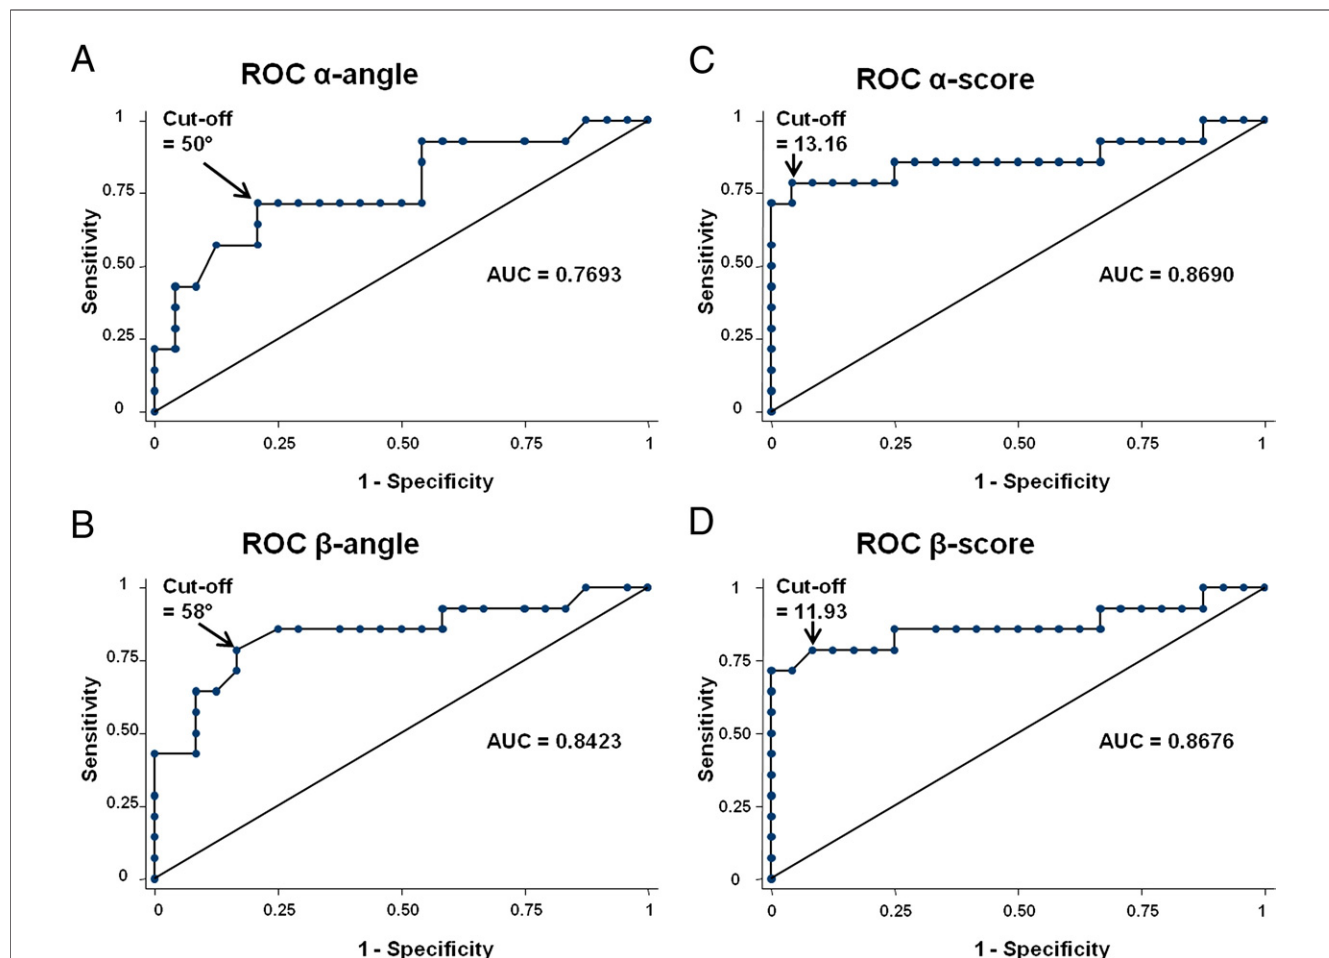 A
ROC α-angle
Cut-off
= 50°
1
0.75
0.50
0.25
0
Sensitivity
AUC = 0.7693
0 0.25 0.50 0.75 1
1 - Specificity
C
ROC α-score
Cut-off
= 13.16
1
0.75
0.50
0.25
0
Sensitivity
AUC = 0.8690
0 0.25 0.50 0.75 1
1 - Specificity
B
ROC β-angle
Cut-off
= 58°
1
0.75
0.50
0.25
0
Sensitivity
AUC = 0.8423
0 0.25 0.50 0.75 1
1 - Specificity
D
ROC β-score
Cut-off
= 11.93
1
0.75
0.50
0.25
0
Sensitivity
AUC = 0.8676
0 0.25 0.50 0.75 1
1 - Specificity